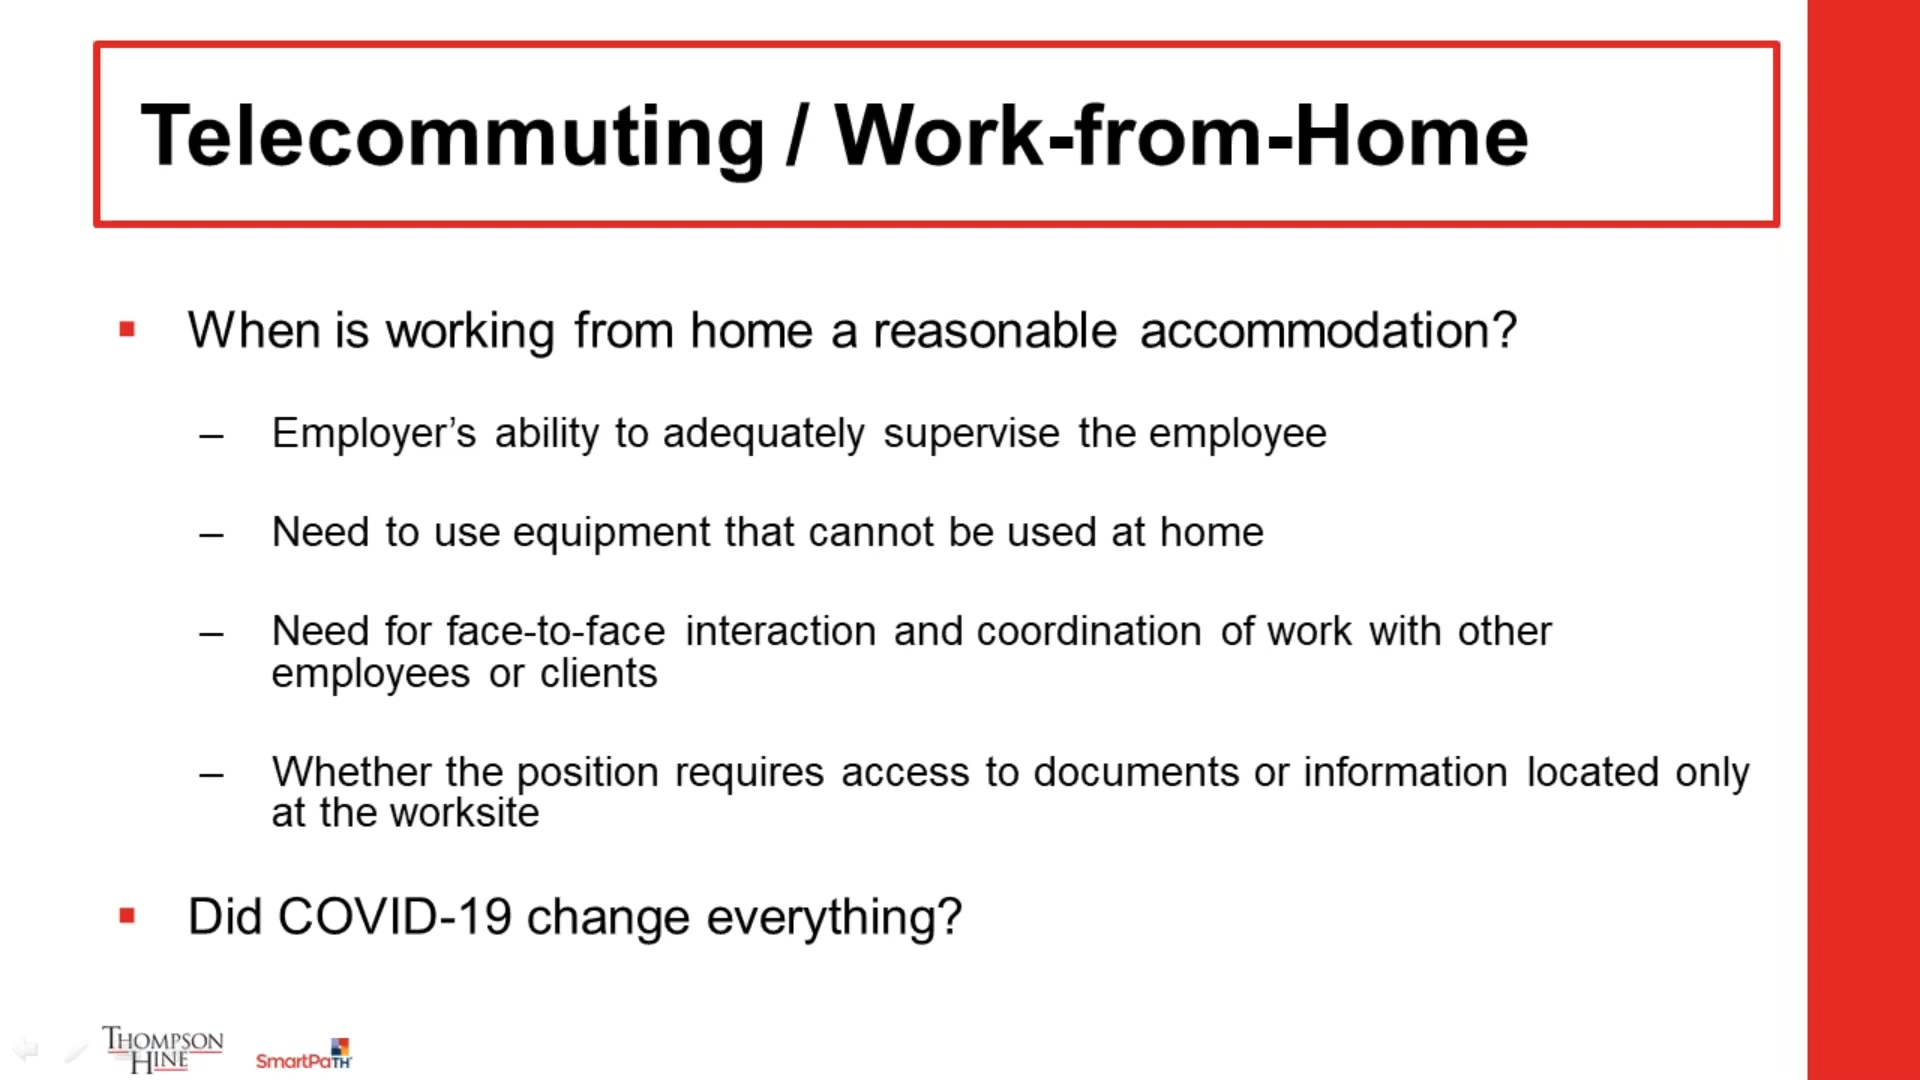 Telecommuting / Work-from-Home
▪ When is working from home a reasonable accommodation?
– Employer’s ability to adequately supervise the employee
– Need to use equipment that cannot be used at home
– Need for face-to-face interaction and coordination of work with other
employees or clients
– Whether the position requires access to documents or information located only
at the worksite
▪ Did COVID-19 change everything?
THOMPSON
HINE
SmartPaTH